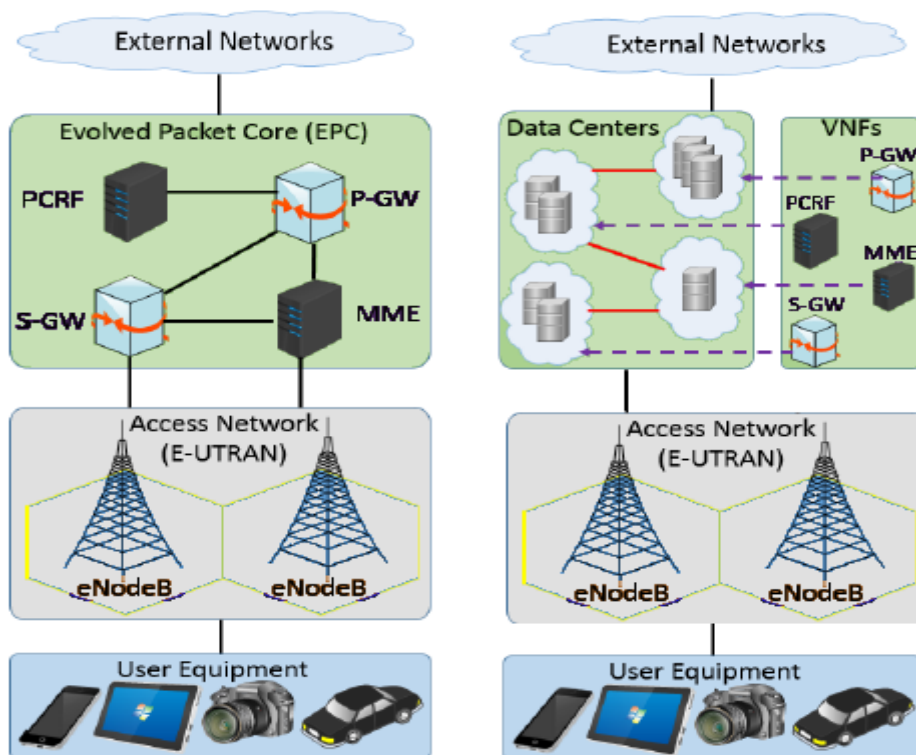 External Networks
Evolved Packet Core (EPC)
PCRF
P-GW
S-GW
MME
Access Network
(E-UTRAN)
eNodeB
eNodeB
User Equipment
External Networks
Data Centers
VNFs
P-GW
PCRF
MME
S-GW
Access Network
(E-UTRAN)
eNodeB
eNodeB
User Equipment